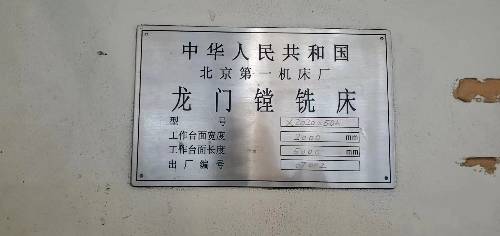 中华人民共和国
北京第一机床厂
龙门镗铣床
型 号
工作台面宽度 2000 mm
工作台面长度 5000 mm
出厂编号